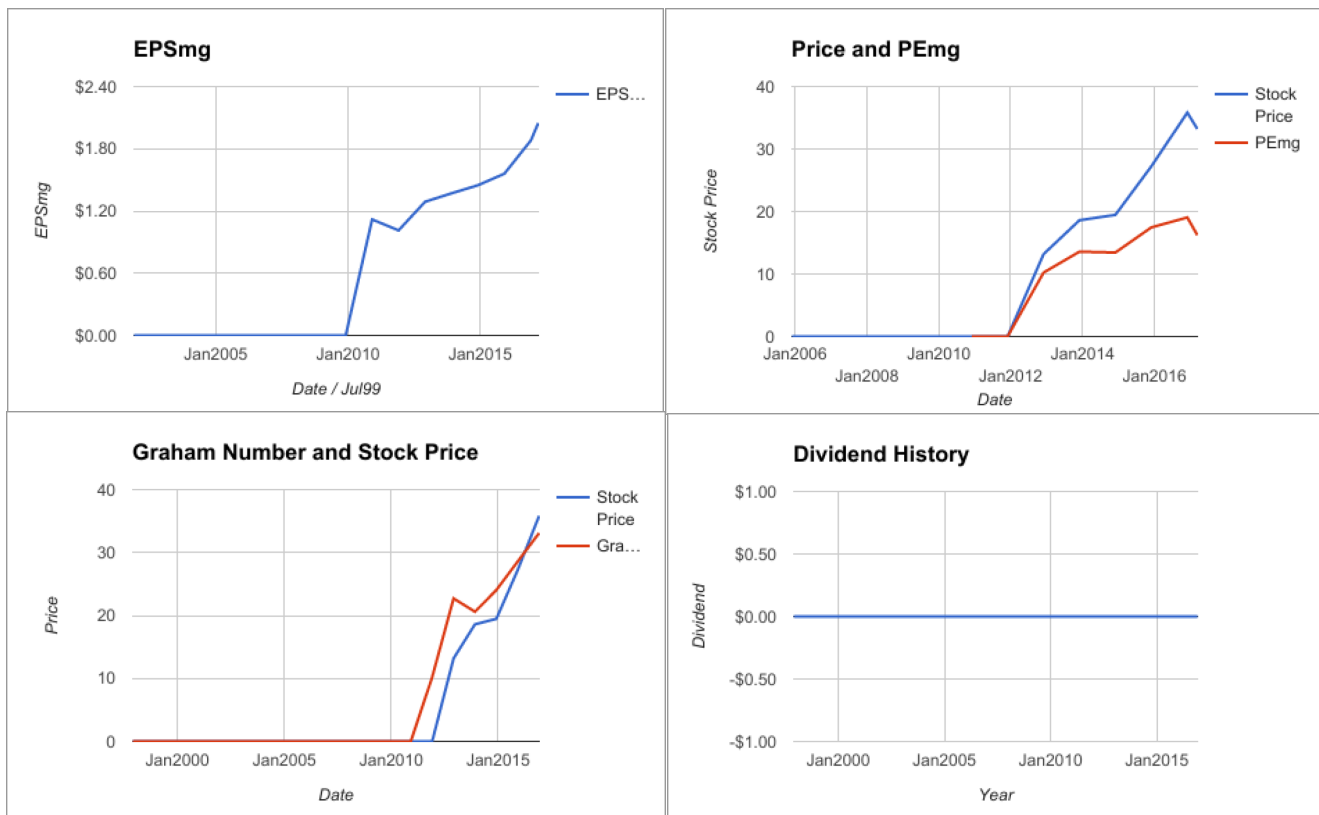 EPSmg
$2.40
$1.80
$1.20
$0.60
$0.00
EPSmg
Jan2005
Jan2010
Jan2015
Date / Jul99
EPS…
Price and PEmg
40
30
20
10
0
Stock Price
Jan2006
Jan2008
Jan2010
Jan2012
Jan2014
Jan2016
Date
Stock
Price
PEmg
Graham Number and Stock Price
40
30
20
10
0
Price
Jan2000
Jan2005
Jan2010
Jan2015
Date
Stock
Price
Gra…
Dividend History
$1.00
$0.50
$0.00
-$0.50
-$1.00
Dividend
Jan2000
Jan2005
Jan2010
Jan2015
Year